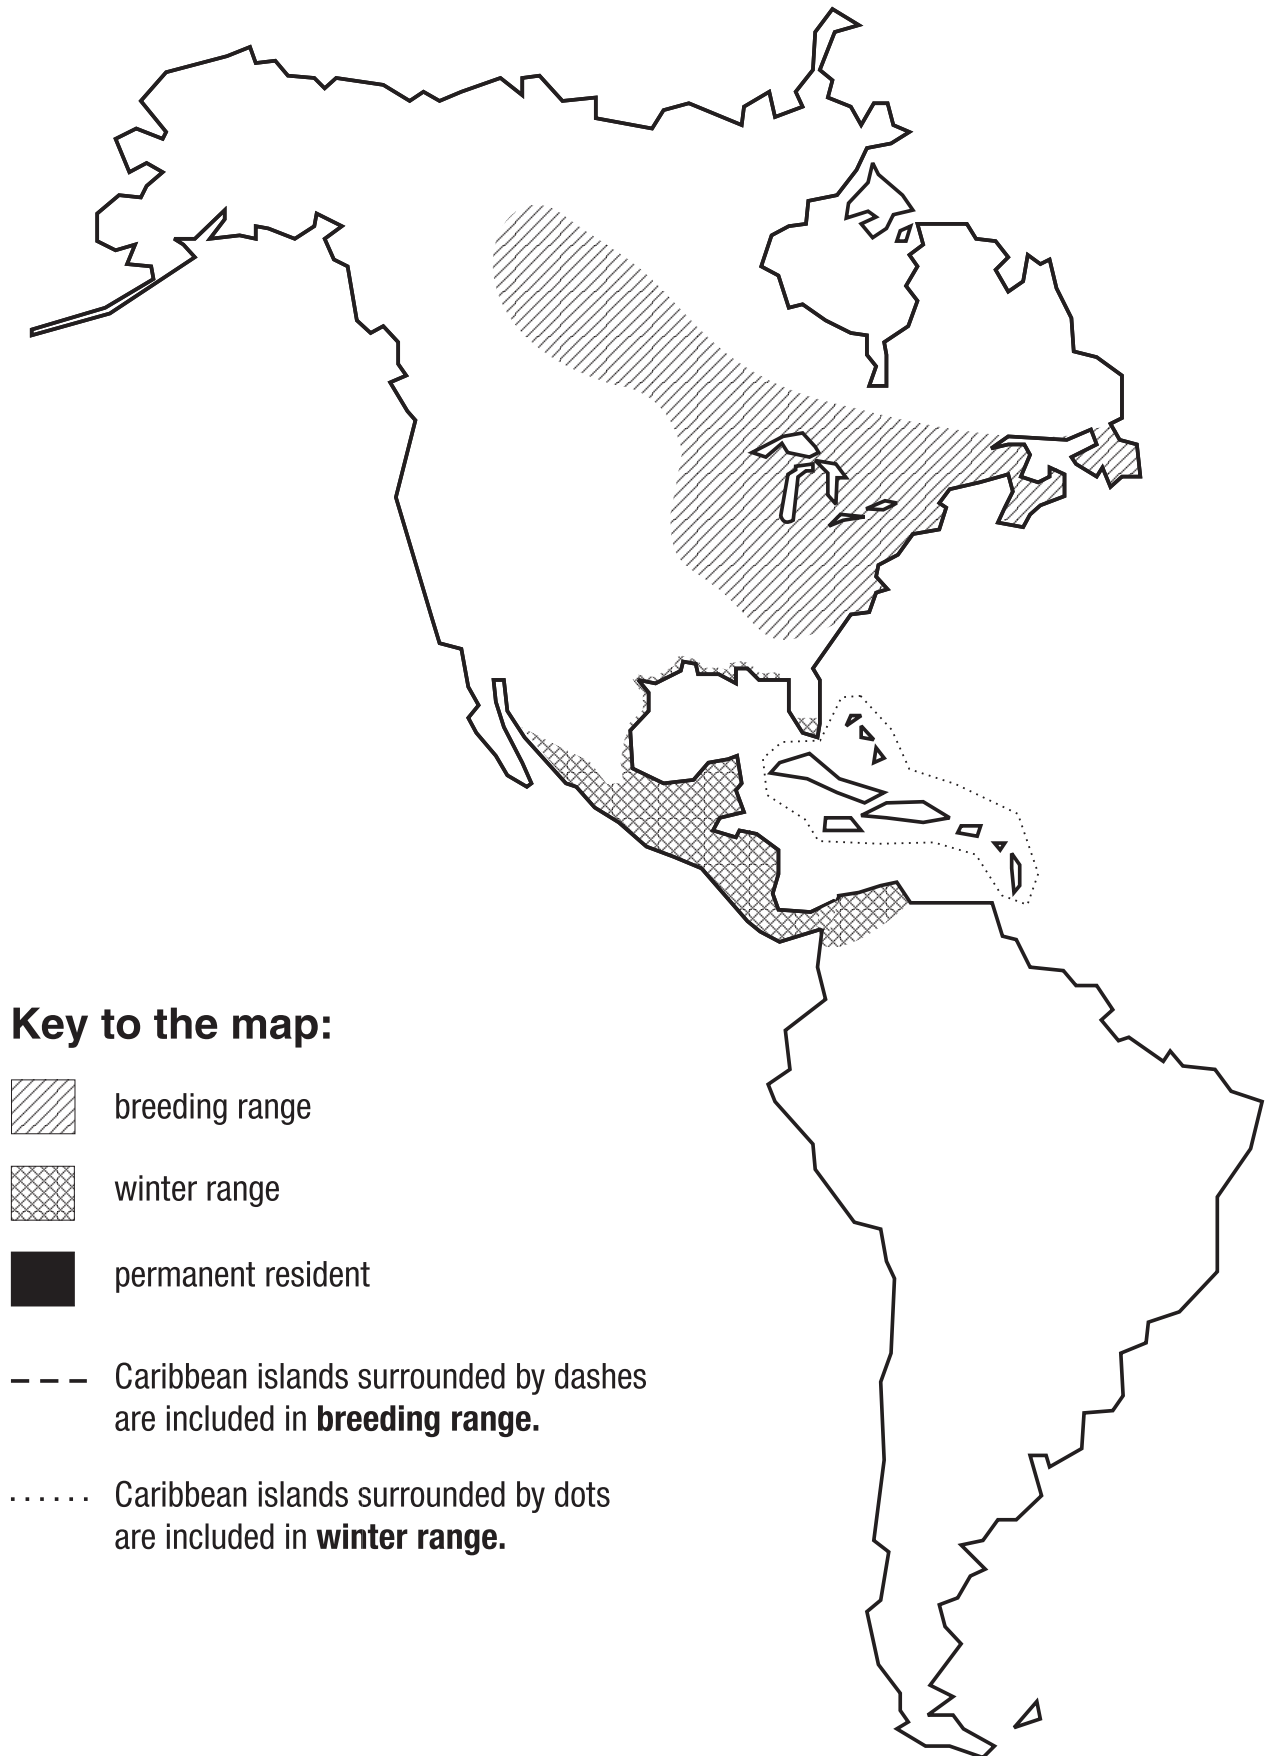 Key to the map:
breeding range
winter range
permanent resident
Caribbean islands surrounded by dashes
are included in breeding range.
Caribbean islands surrounded by dots
are included in winter range.